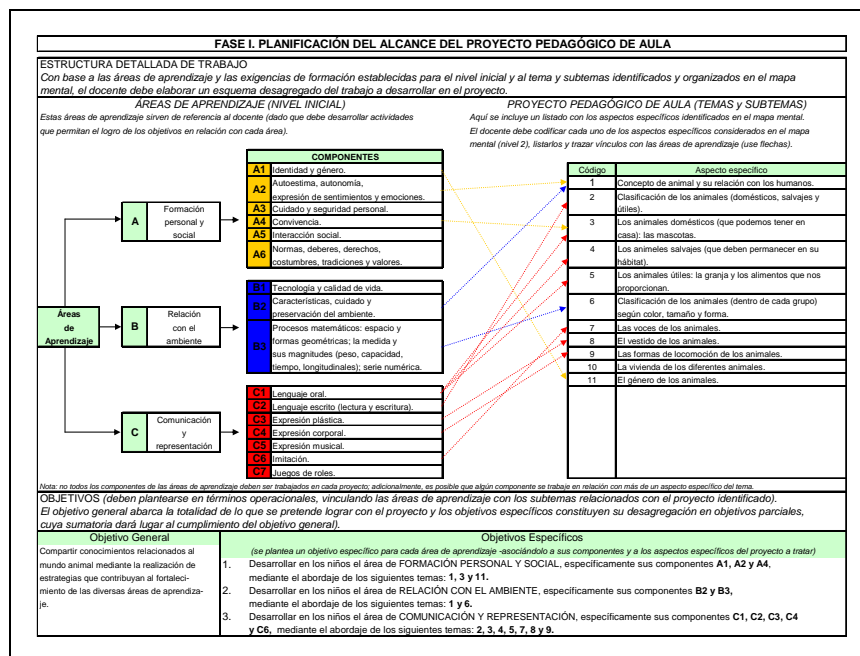 FASE I. PLANIFICACIÓN DEL ALCANCE DEL PROYECTO PEDAGÓGICO DE AULA
ESTRUCTURA DETALLADA DE TRABAJO
Con base a las áreas de aprendizaje y las exigencias de formación establecidas para el nivel inicial y al tema y subtemas identificados y organizados en el mapa
mental, el docente debe elaborar un esquema desagregado del trabajo a desarrollar en el proyecto.
ÁREAS DE APRENDIZAJE (NIVEL INICIAL)
Estas áreas de aprendizaje sirven de referencia al docente (dado que debe desarrollar actividades
que permitan el logro de los objetivos en relación con cada área).
PROYECTO PEDAGÓGICO DE AULA (TEMAS y SUBTEMAS)
Aquí se incluye un listado con los aspectos específicos identificados en el mapa mental.
El docente debe codificar cada uno de los aspectos específicos considerados en el mapa
mental (nivel 2), listarlos y trazar vínculos con las áreas de aprendizaje (use flechas).
Áreas
de
Aprendizaje
A Formación
personal y
social
B Relación
con el
ambiente
C Comunicación
y
representación
COMPONENTES
A1 Identidad y género.
A2 Autoestima, autonomía,
expresión de sentimientos y emociones.
A3 Cuidado y seguridad personal.
A4 Convivencia.
A5 Interacción social.
A6 Normas, deberes, derechos,
costumbres, tradiciones y valores.
B1 Tecnología y calidad de vida.
B2 Características, cuidado y
preservación del ambiente.
B3 Procesos matemáticos: espacio y
formas geométricas; la medida y
sus magnitudes (peso, capacidad,
tiempo, longitudinales); serie numérica.
C1 Lenguaje oral.
C2 Lenguaje escrito (lectura y escritura).
C3 Expresión plástica.
C4 Expresión corporal.
C5 Expresión musical.
C6 Imitación.
C7 Juegos de roles.
Código Aspecto específico
1 Concepto de animal y su relación con los humanos.
2 Clasificación de los animales (domésticos, salvajes y
útiles).
3 Los animales domésticos (que podemos tener en
casa): las mascotas.
4 Los animeles salvajes (que deben permanecer en su
hábitat).
5 Los animales útiles: la granja y los alimentos que nos
proporcionan.
6 Clasificación de los animales (dentro de cada grupo)
según color, tamaño y forma.
7 Las voces de los animales.
8 El vestido de los animales.
9 Las formas de locomoción de los animales.
10 La vivienda de los diferentes animales.
11 El género de los animales.
Nota: no todos los componentes de las áreas de aprendizaje deben ser trabajados en cada proyecto; adicionalmente, es posible que algún componente se trabaje en relación con más de un aspecto específico del tema.
OBJETIVOS (deben plantearse en términos operacionales, vinculando las áreas de aprendizaje con los subtemas relacionados con el proyecto identificado).
El objetivo general abarca la totalidad de lo que se pretende lograr con el proyecto y los objetivos específicos constituyen su desagregación en objetivos parciales,
cuya sumatoria dará lugar al cumplimiento del objetivo general).
Objetivo General
Compartir conocimientos relacionados al
mundo animal mediante la realización de
estrategias que contribuyan al fortaleci-
miento de las diversas áreas de aprendiza-
je.
Objetivos Específicos
(se plantea un objetivo específico para cada área de aprendizaje -asociándolo a sus componentes y a los aspectos específicos del proyecto a tratar)
1. Desarrollar en los niños el área de FORMACIÓN PERSONAL Y SOCIAL, específicamente sus componentes A1, A2 y A4,
mediante el abordaje de los siguientes temas: 1, 3 y 11.
2. Desarrollar en los niños el área de RELACIÓN CON EL AMBIENTE, específicamente sus componentes B2 y B3,
mediante el abordaje de los siguientes temas: 1 y 6.
3. Desarrollar en los niños el área de COMUNICACIÓN Y REPRESENTACIÓN, específicamente sus componentes C1, C2, C3, C4
y C6, mediante el abordaje de los siguientes temas: 2, 3, 4, 5, 7, 8 y 9.